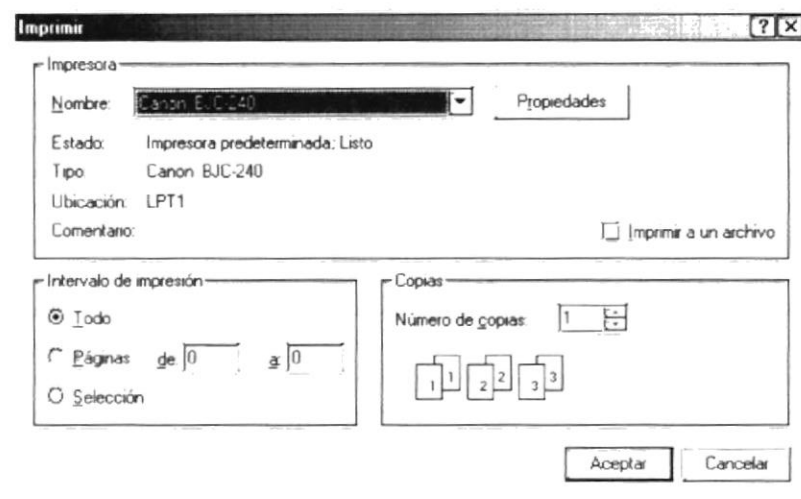 Imprimir
Impresora
Nombre: Canon BJC-240 Propiedades
Estado: Impresora predeterminada; Listo
Tipo Canon BJC-240
Ubicación: LPT1
Comentario: Imprimir a un archivo
Intervalo de impresión
Todo
Páginas de: 0 a: 0
Selección
Copias
Número de copias: 1
1 1 2 2 3 3
Aceptar Cancelar